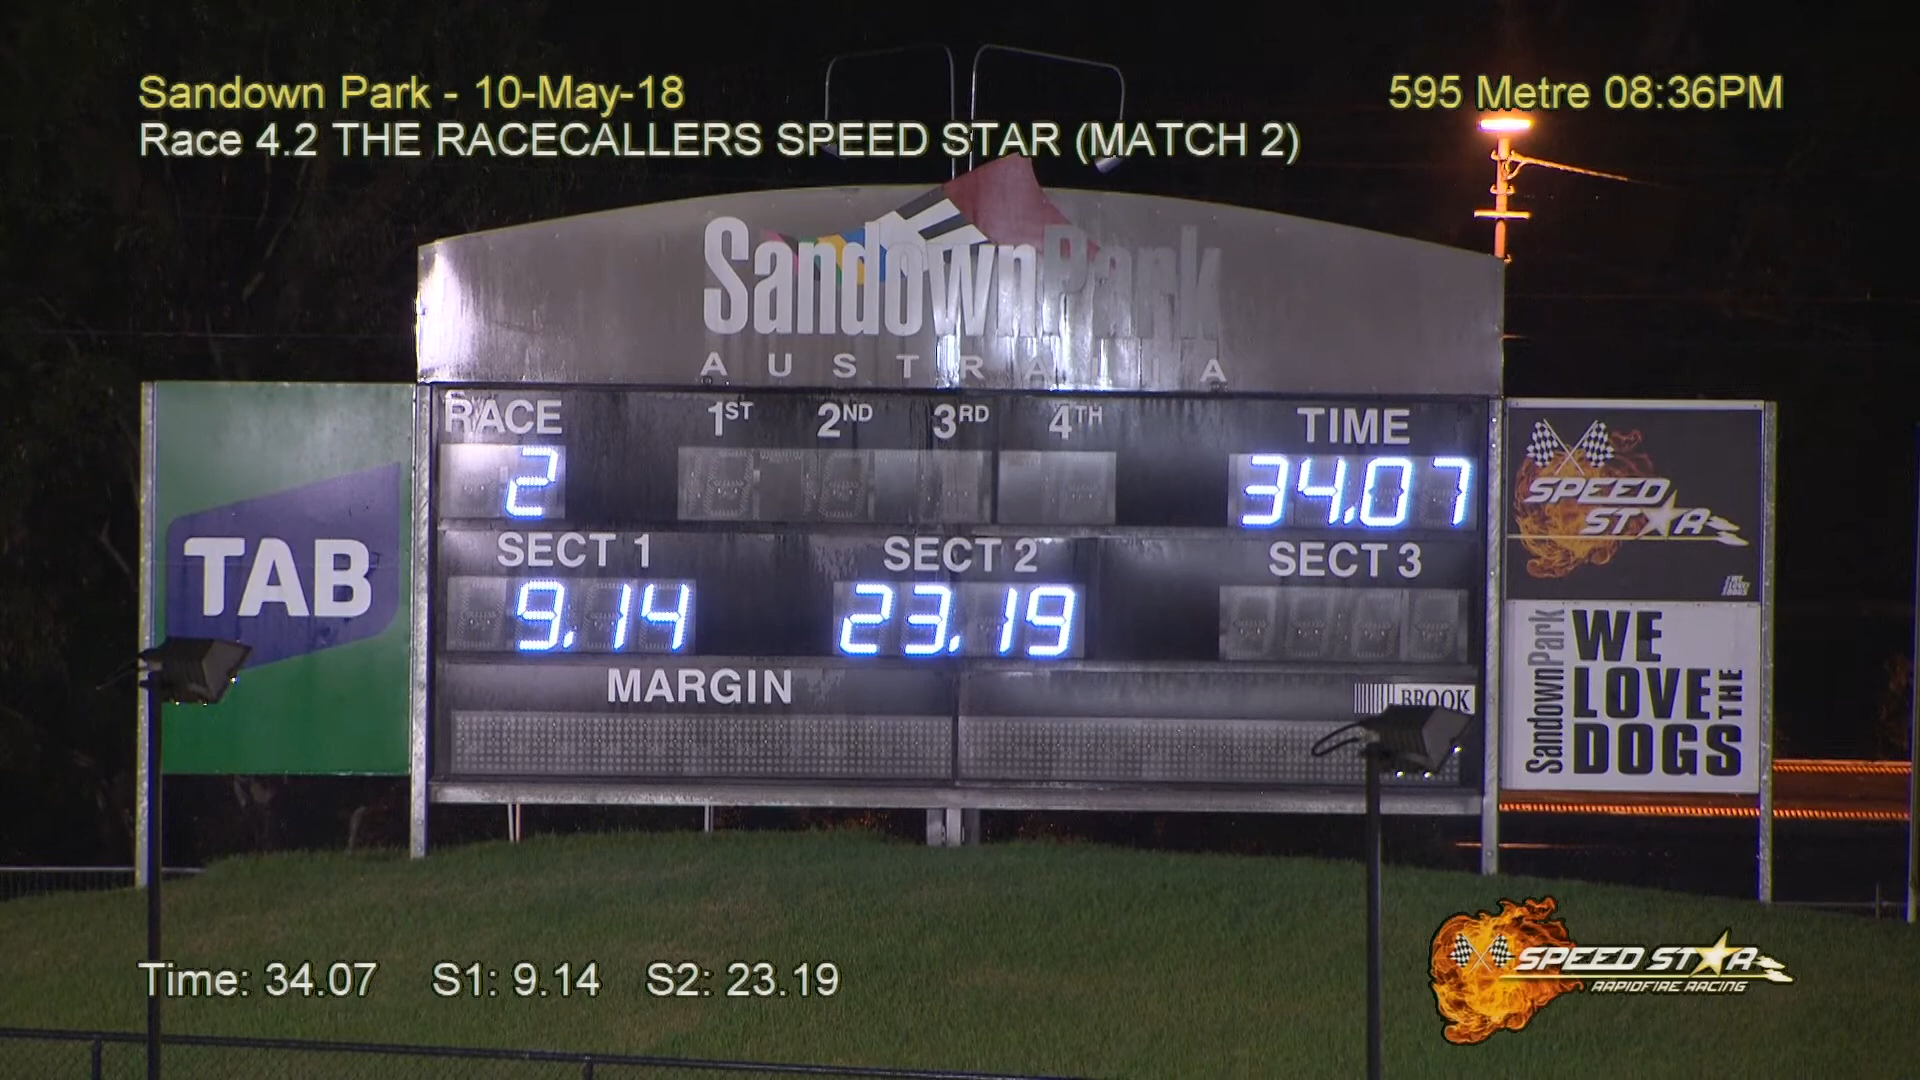 Sandown Park - 10-May-18
595 Metre 08:36PM
Race 4.2 THE RACECALLERS SPEED STAR (MATCH 2)
SandownPark
AUSTRALIA
RACE 1ST 2ND 3RD 4TH TIME
2 34.07
SECT 1 SECT 2 SECT 3
9.14 23.19
MARGIN
BROOK
TAB
SPEED
STAR
WE LOVE DOGS
SandownPark
WE
LOVE THE
DOGS
Time: 34.07 S1: 9.14 S2: 23.19
SPEED STAR
RAPIDFIRE RACING